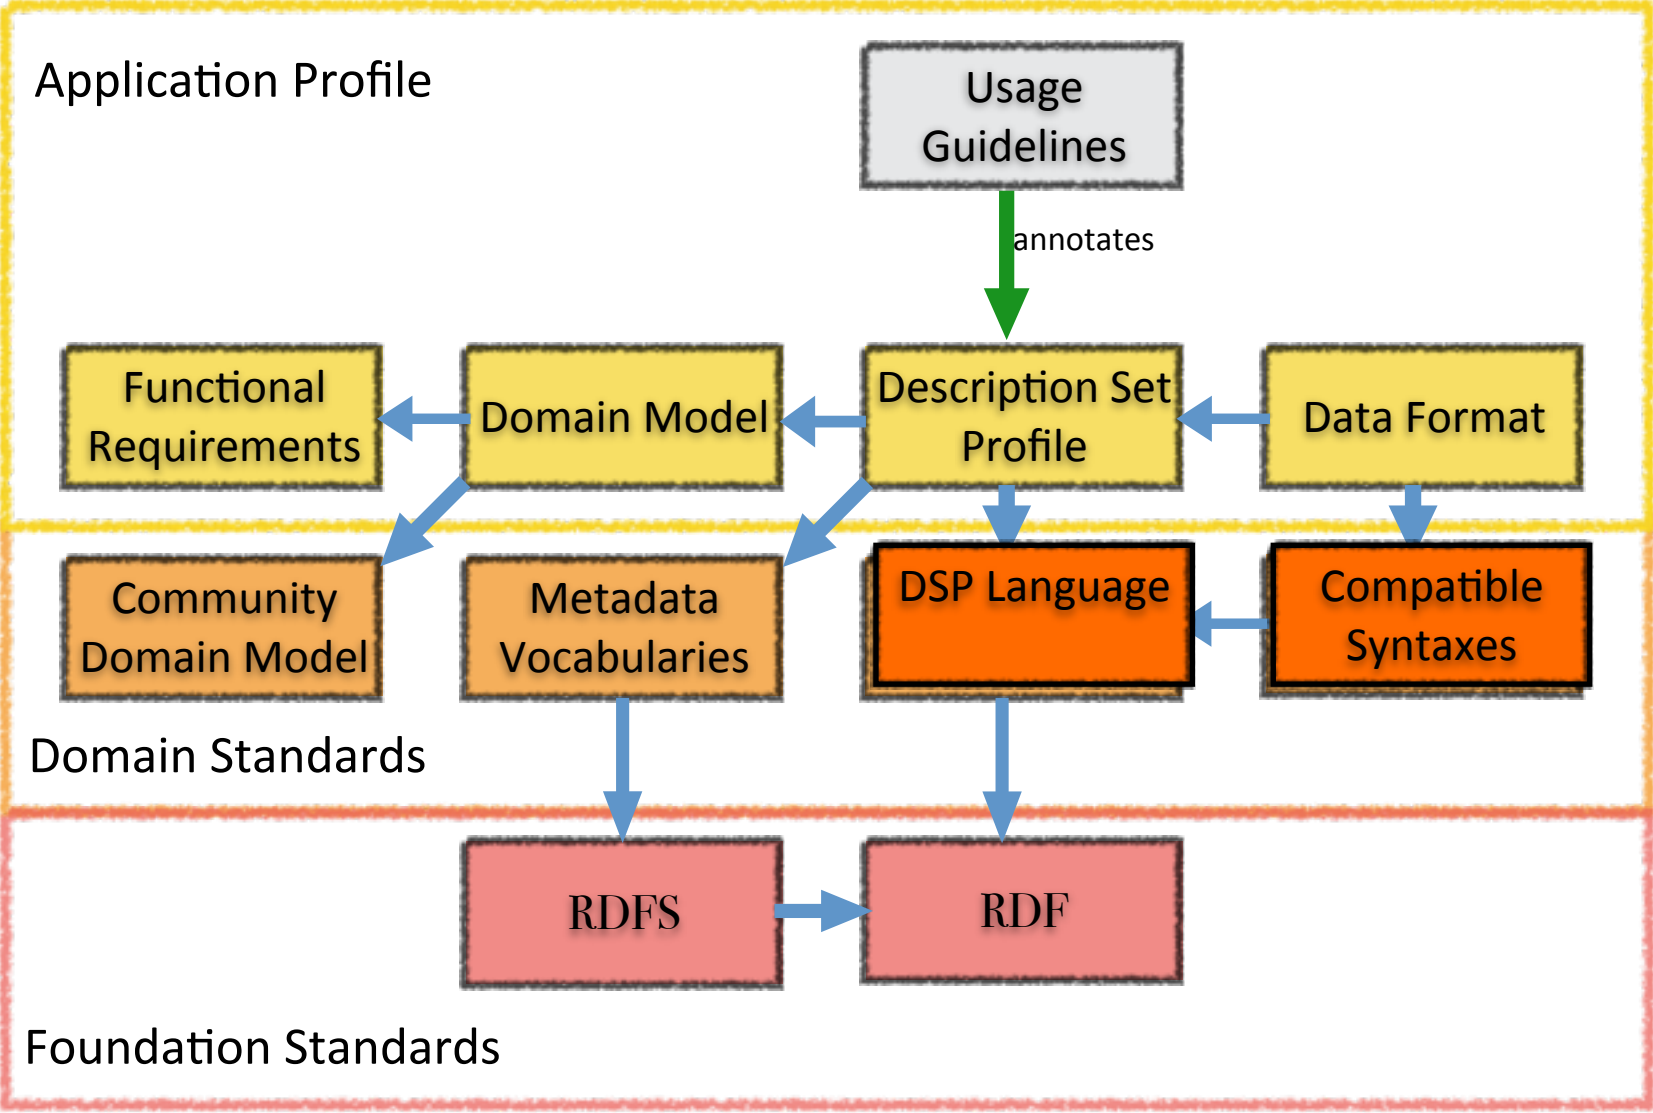 Application Profile
Usage
Guidelines
annotates
Functional
Requirements
Domain Model
Description Set
Profile
Data Format
Community
Domain Model
Metadata
Vocabularies
DSP Language
Compatible
Syntaxes
Domain Standards
RDFS
RDF
Foundation Standards